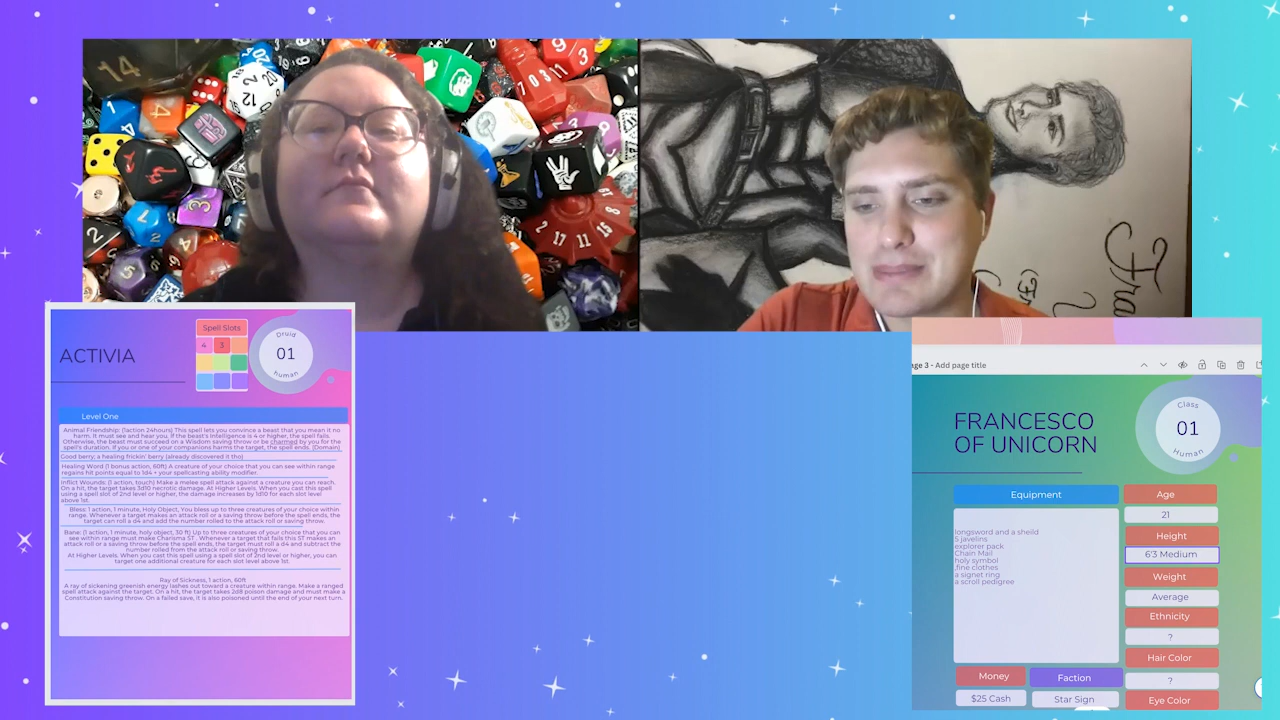 ACTIVIA
Spell Slots
4 3
Druid
01
human
Level One
Animal Friendship: (1action 24hours) This spell lets you convince a beast that you mean it no
harm. It must see and hear you. If the beast's intelligence is 4 or higher, the spell fails.
Otherwise, the beast must succeed on a Wisdom saving throw or be charmed by you for the
spell's duration. If you or one of your companions harms the target, the spell ends. (Domain)
Good berry; a healing frickin' berry (already discovered it tho)
Healing Word (1 bonus action, 60ft) A creature of your choice that you can see within range
regains hit points equal to 1d4 + your spellcasting ability modifier.
Inflict Wounds: (1 action, touch) Make a melee spell attack against a creature you can reach.
On a hit, the target takes 3d10 necrotic damage. At Higher Levels. When you cast this spell
using a spell slot of 2nd level or higher, the damage increases by 1d10 for each slot level
above 1st.
Bless: 1 action, 1 minute, Holy Object, You bless up to three creatures of your choice within
range. Whenever a target makes an attack roll or a saving throw before the spell ends, the
target can roll a d4 and add the number rolled to the attack roll or saving throw.
Bane: (1 action, 1 minute, holy object, 30 ft) Up to three creatures of your choice that you can
see within range must make Charisma ST . Whenever a target that fails this ST makes an
attack roll or a saving throw before the spell ends, the target must roll a d4 and subtract the
number rolled from the attack roll or saving throw.
At Higher Levels. When you cast this spell using a spell slot of 2nd level or higher, you can
target one additional creature for each slot level above 1st.
Ray of Sickness, 1 action, 60ft
A ray of sickening greenish energy lashes out toward a creature within range. Make a ranged
spell attack against the target. On a hit, the target takes 2d8 poison damage and must make a
Constitution saving throw. On a failed save, it is also poisoned until the end of your next turn.
- Add page title
FRANCESCO
OF UNICORN
Class
01
Human
Equipment
longsword and a sheild
5 javelins
explorer pack
Chain Mail
holy symbol
,fine clothes
a signet ring
a scroll pedigree
Age
21
Height
6'3 Medium
Weight
Average
Ethnicity
?
Hair Color
?
Eye Color
Money
$25 Cash
Faction
Star Sign